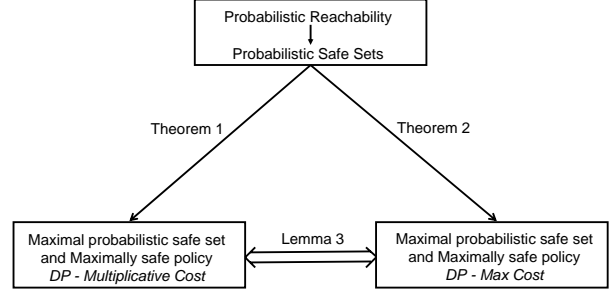 Probabilistic Reachability
Probabilistic Safe Sets
Theorem 1
Theorem 2
Maximal probabilistic safe set
and Maximally safe policy
DP - Multiplicative Cost
Lemma 3
Maximal probabilistic safe set
and Maximally safe policy
DP - Max Cost